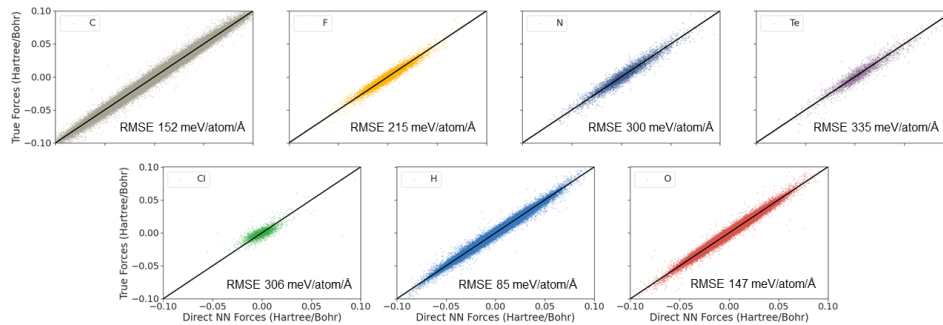 C
F
N
Te
0.10
0.05
0.00
−0.05
−0.10
True Forces (Hartree/Bohr)
RMSE 152 meV/atom/Å
RMSE 215 meV/atom/Å
RMSE 300 meV/atom/Å
RMSE 335 meV/atom/Å
Cl
H
O
0.10
0.05
0.00
−0.05
−0.10
True Forces (Hartree/Bohr)
RMSE 306 meV/atom/Å
RMSE 85 meV/atom/Å
RMSE 147 meV/atom/Å
−0.10 −0.05 0.00 0.05 0.10
−0.10 −0.05 0.00 0.05 0.10
−0.10 −0.05 0.00 0.05 0.10
Direct NN Forces (Hartree/Bohr)
Direct NN Forces (Hartree/Bohr)
Direct NN Forces (Hartree/Bohr)